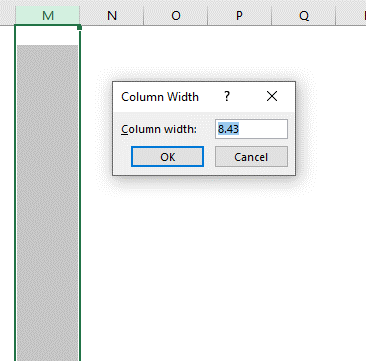 M N O P Q
Column Width ?
Column width: 8.43
OK Cancel